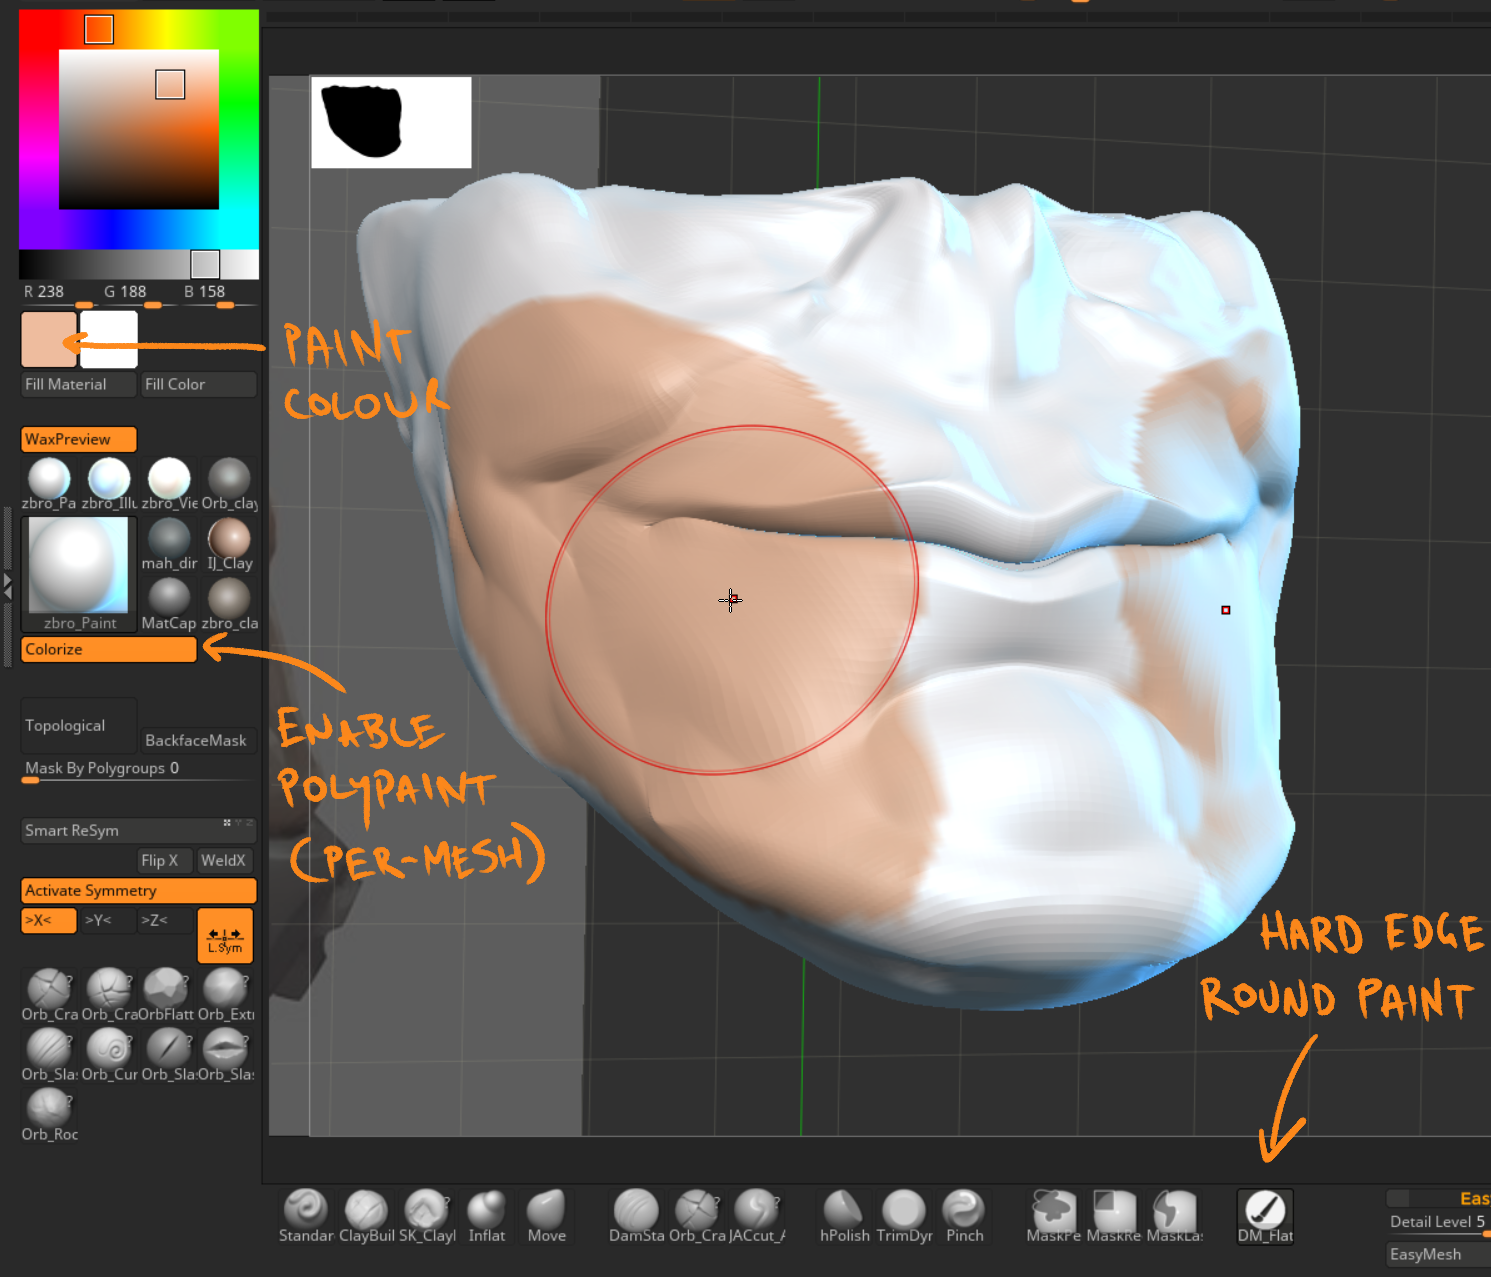 R 238 G 188 B 158
PAINT
COLOUR
Fill Material Fill Color
WaxPreview
zbro_Pa zbro_Illu zbro_Vie Orb_clay
mah_dir IJ_Clay
zbro_Paint MatCap zbro_cla
Colorize
ENABLE
POLYPAINT
(PER-MESH)
Topological
BackfaceMask
Mask By Polygroups 0
Smart ReSym
Flip X WeldX
Activate Symmetry
>X< >Y< >Z<
L.Sym
HARD EDGE
ROUND PAINT
Orb_Cra Orb_Cra OrbFlatt Orb_Extr
Orb_Sla: Orb_Cur Orb_Sla: Orb_Sla:
Orb_Roc
Standar ClayBuil SK_Clayl Inflat Move DamSta Orb_Cra JACcut_A hPolish TrimDyr Pinch MaskPe MaskRe MaskLa: DM_Flat
Eas
Detail Level 5
EasyMesh